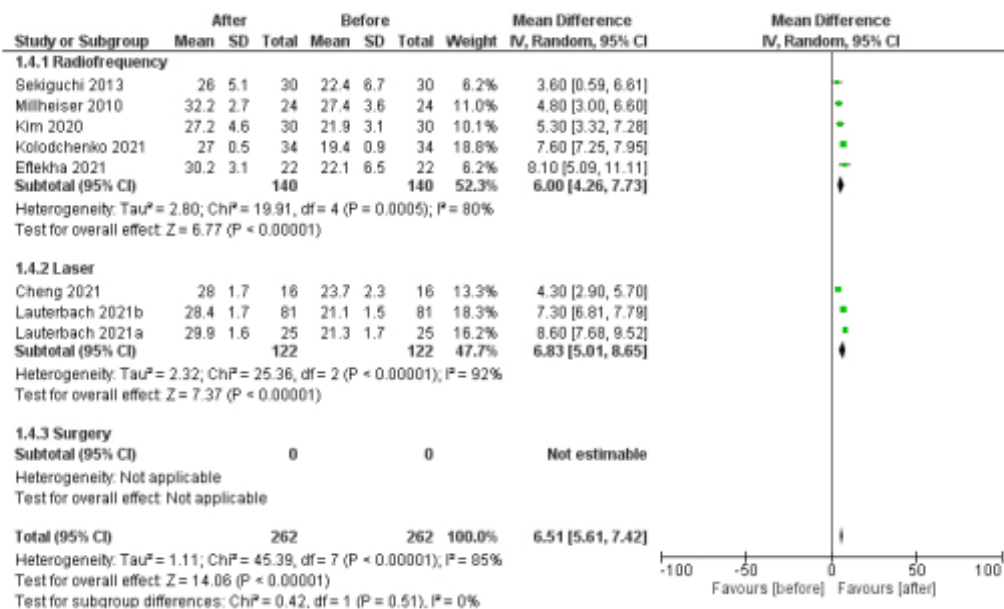 After Before Mean Difference Mean Difference
Study or Subgroup Mean SD Total Mean SD Total Weight IV, Random, 95% CI IV, Random, 95% CI
1.4.1 Radiofrequency
Sekiguchi 2013 26 5.1 30 22.4 6.7 30 6.2% 3.60 [0.59, 6.61]
Millheiser 2010 32.2 2.7 24 27.4 3.6 24 11.0% 4.80 [3.00, 6.60]
Kim 2020 27.2 4.6 30 21.9 3.1 30 10.1% 5.30 [3.32, 7.28]
Kolodchenko 2021 27 0.5 34 19.4 0.9 34 18.8% 7.60 [7.25, 7.95]
Eftekha 2021 30.2 3.1 22 22.1 6.5 22 6.2% 8.10 [5.09, 11.11]
Subtotal (95% CI) 140 140 52.3% 6.00 [4.26, 7.73]
Heterogeneity: Tau² = 2.80; Chi² = 19.91, df = 4 (P = 0.0005); I² = 80%
Test for overall effect: Z = 6.77 (P < 0.00001)
1.4.2 Laser
Cheng 2021 28 1.7 16 23.7 2.3 16 13.3% 4.30 [2.90, 5.70]
Lauterbach 2021b 28.4 1.7 81 21.1 1.5 81 18.3% 7.30 [6.81, 7.79]
Lauterbach 2021a 29.9 1.6 25 21.3 1.7 25 16.2% 8.60 [7.68, 9.52]
Subtotal (95% CI) 122 122 47.7% 6.83 [5.01, 8.65]
Heterogeneity: Tau² = 2.32; Chi² = 25.36, df = 2 (P < 0.00001); I² = 92%
Test for overall effect: Z = 7.37 (P < 0.00001)
1.4.3 Surgery
Subtotal (95% CI) 0 0 Not estimable
Heterogeneity: Not applicable
Test for overall effect: Not applicable
Total (95% CI) 262 262 100.0% 6.51 [5.61, 7.42]
Heterogeneity: Tau² = 1.11; Chi² = 45.39, df = 7 (P < 0.00001); I² = 85%
Test for overall effect: Z = 14.06 (P < 0.00001)
Test for subgroup differences: Chi² = 0.42, df = 1 (P = 0.51), I² = 0%
-100 -50 0 50 100
Favours [before] Favours [after]